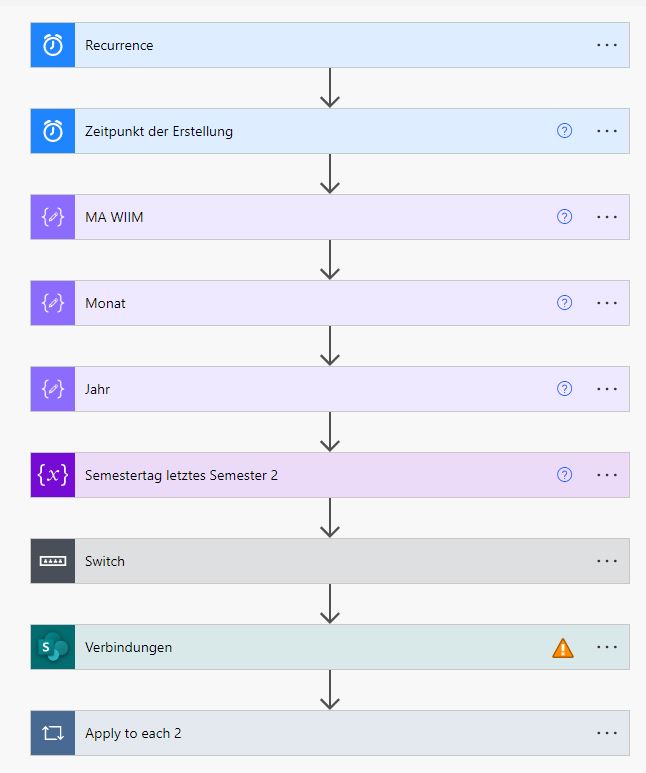 Recurrence
Zeitpunkt der Erstellung
MA WIIM
Monat
Jahr
Semestertag letztes Semester 2
Switch
Verbindungen
Apply to each 2